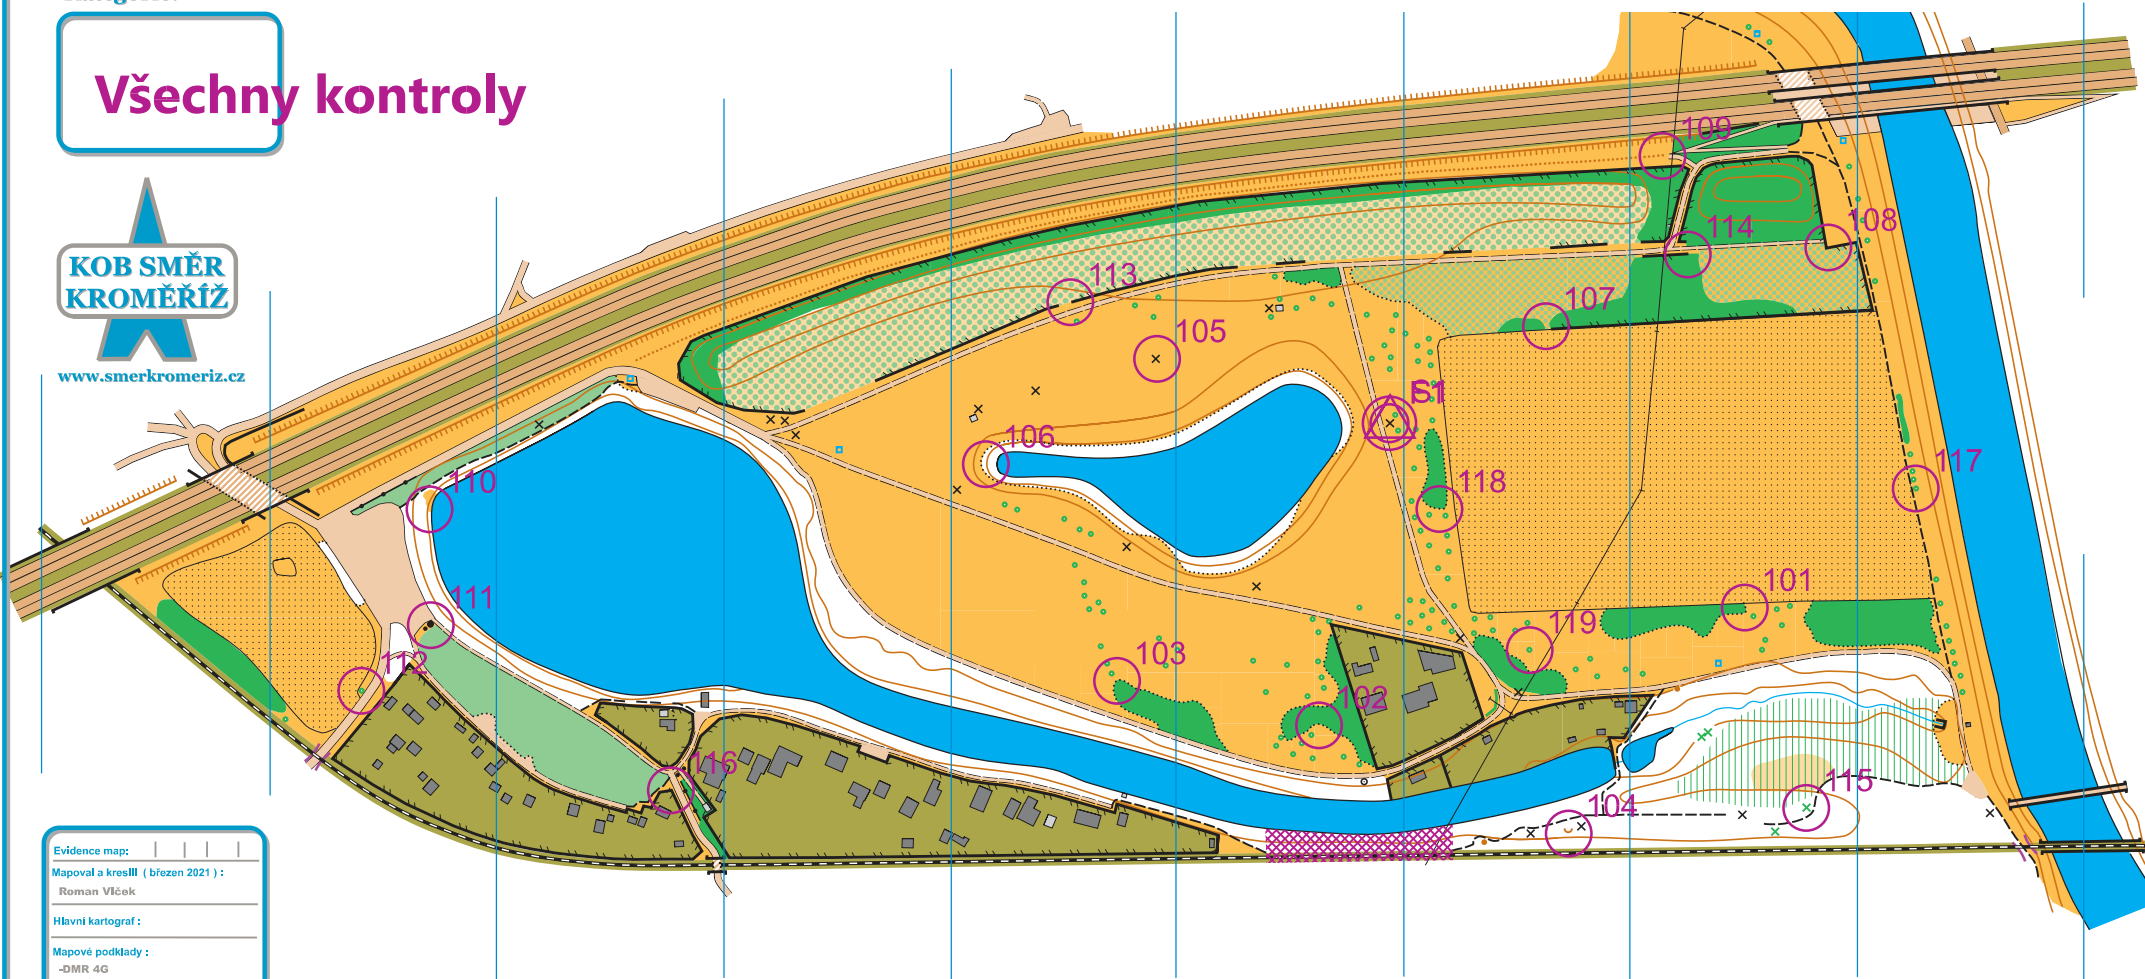 Všechny kontroly
KOB SMĚR
KROMĚŘÍŽ
www.smerkromeriz.cz
109
108
114
113
107
105
S1
F1
106
110
118
117
101
111
119
103
112
102
116
115
104
Evidence map:
Mapoval a kreslil ( březen 2021 ) :
Roman Vlček
Hlavní kartograf :
Mapové podklady :
-DMR 4G